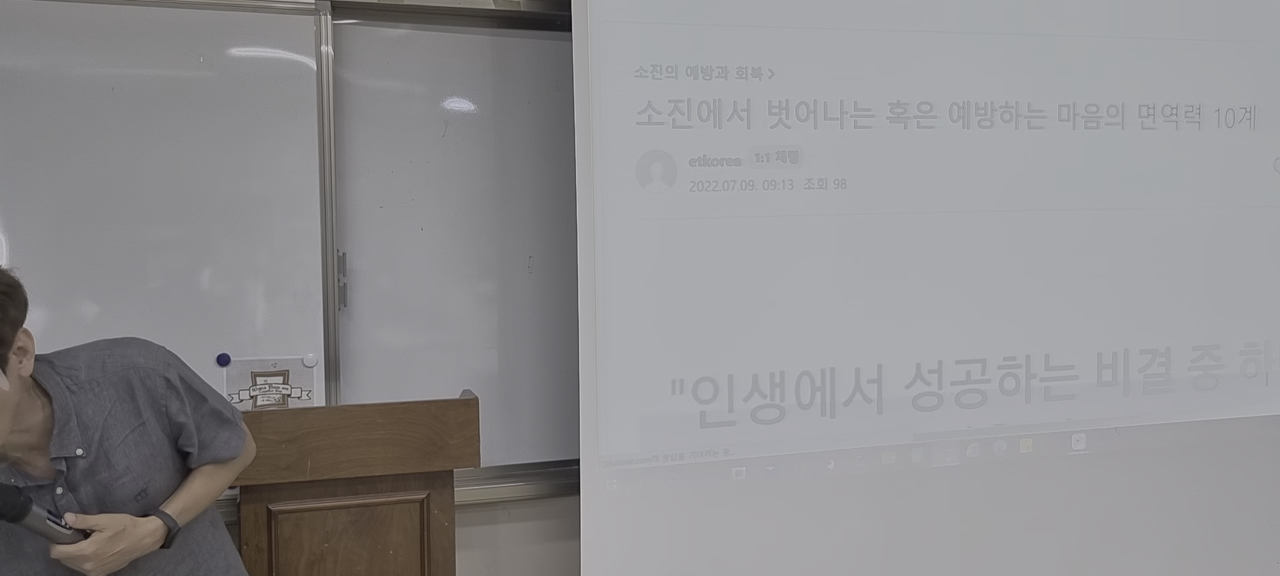 소진의 예방과 회복 >
소진에서 벗어나는 혹은 예방하는 마음의 면역력 10계
etkorea 1:1 채팅
2022.07.09. 09:13 조회 98
"인생에서 성공하는 비결 중 하